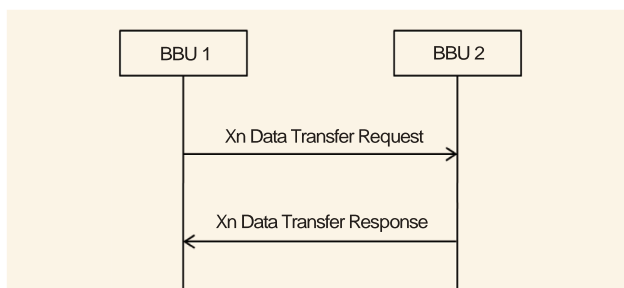 BBU 1
BBU 2
Xn Data Transfer Request
Xn Data Transfer Response